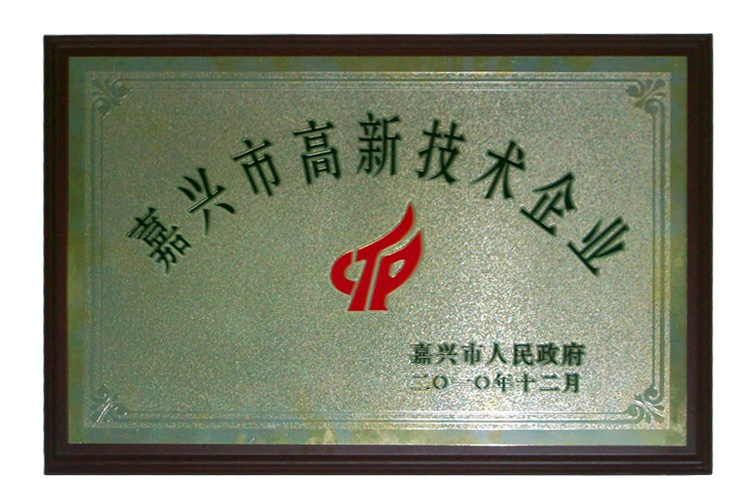 嘉兴市高新技术企业
嘉兴市人民政府
二〇一〇年十二月